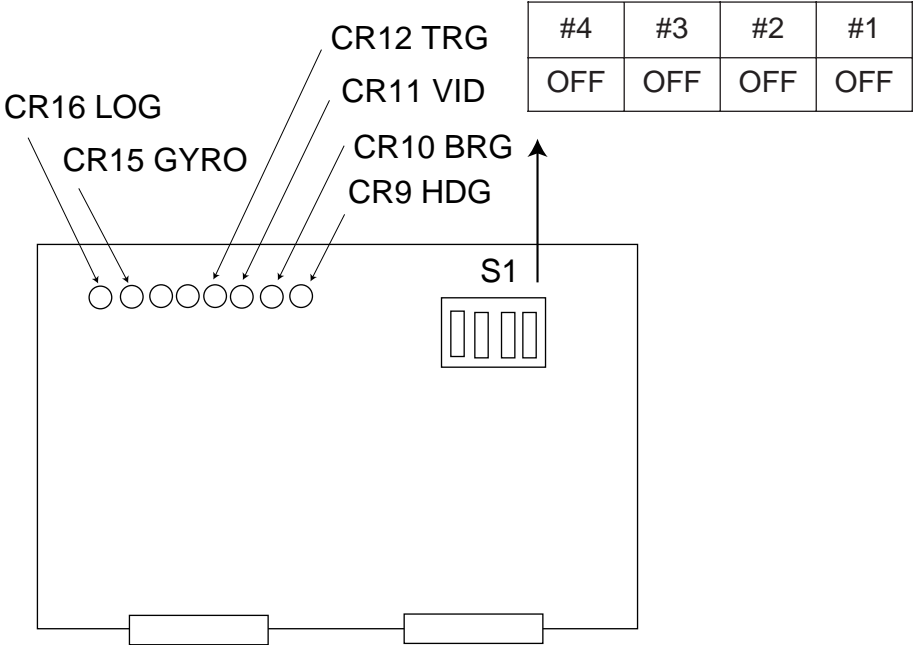 #4 #3 #2 #1
OFF OFF OFF OFF
CR12 TRG
CR11 VID
CR16 LOG
CR10 BRG
CR15 GYRO
CR9 HDG
S1